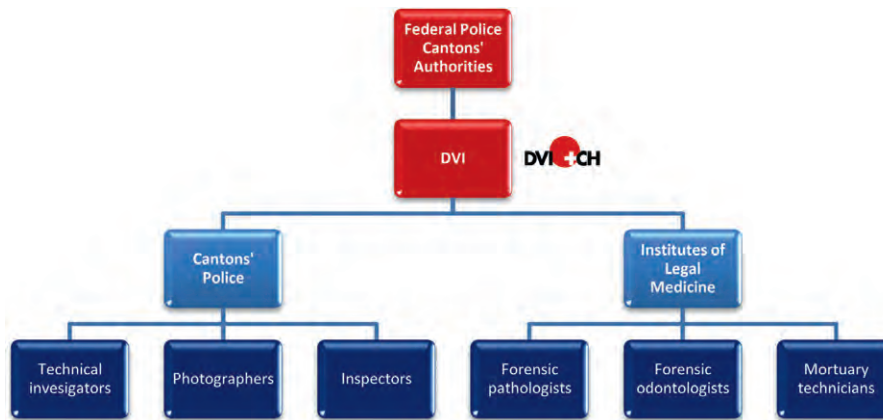 Federal Police
Cantons'
Authorities
DVI
DVI CH
Cantons'
Police
Institutes of
Legal
Medicine
Technical
invesigators
Photographers
Inspectors
Forensic
pathologists
Forensic
odontologists
Mortuary
technicians